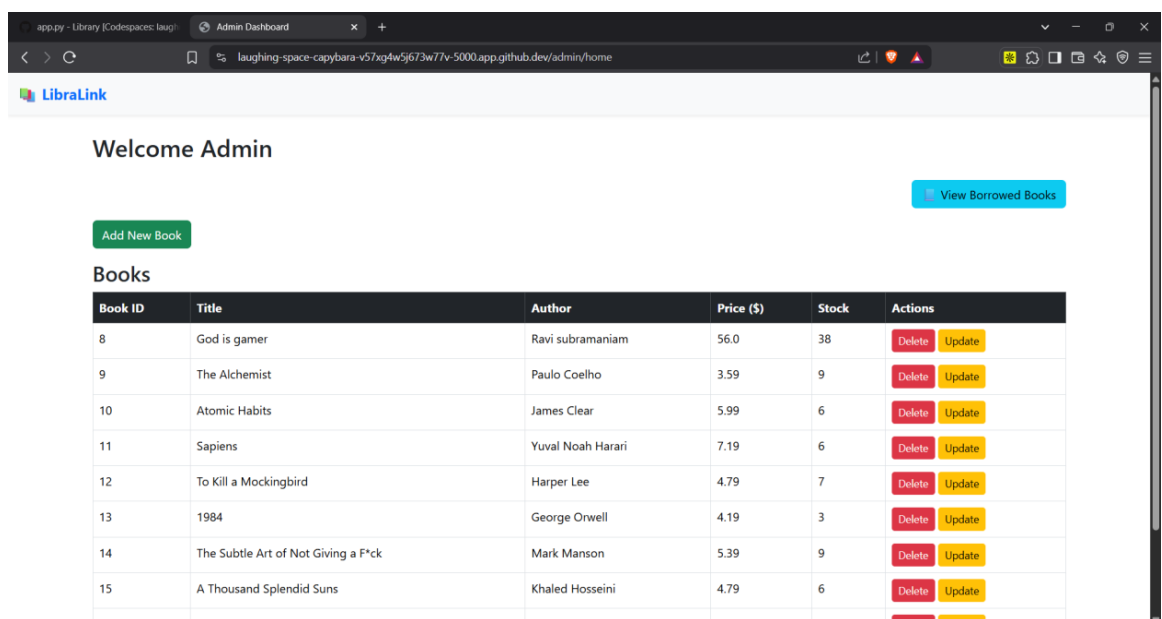 app.py - Library [Codespaces: laugh
Admin Dashboard
laughing-space-capybara-v57xg4w5j673w77v-5000.app.github.dev/admin/home
LibraLink
Welcome Admin
View Borrowed Books
Add New Book
Books
Book ID Title Author Price ($) Stock Actions
8 God is gamer Ravi subramaniam 56.0 38 Delete Update
9 The Alchemist Paulo Coelho 3.59 9 Delete Update
10 Atomic Habits James Clear 5.99 6 Delete Update
11 Sapiens Yuval Noah Harari 7.19 6 Delete Update
12 To Kill a Mockingbird Harper Lee 4.79 7 Delete Update
13 1984 George Orwell 4.19 3 Delete Update
14 The Subtle Art of Not Giving a F*ck Mark Manson 5.39 9 Delete Update
15 A Thousand Splendid Suns Khaled Hosseini 4.79 6 Delete Update